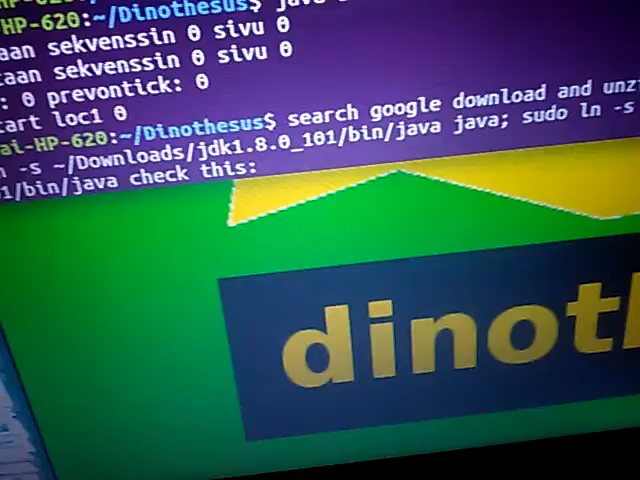 HP-620:~/Dinothesus$ java
aan sekvenssin 0 sivu 0
taan sekvenssin 0 sivu 0
: 0 prevontick: 0
tart loc1 0
ai-HP-620:~/Dinothesus$ search google download and unz
n -s ~/Downloads/jdk1.8.0_101/bin/java java; sudo ln -s
1/bin/java check this:
dinoth